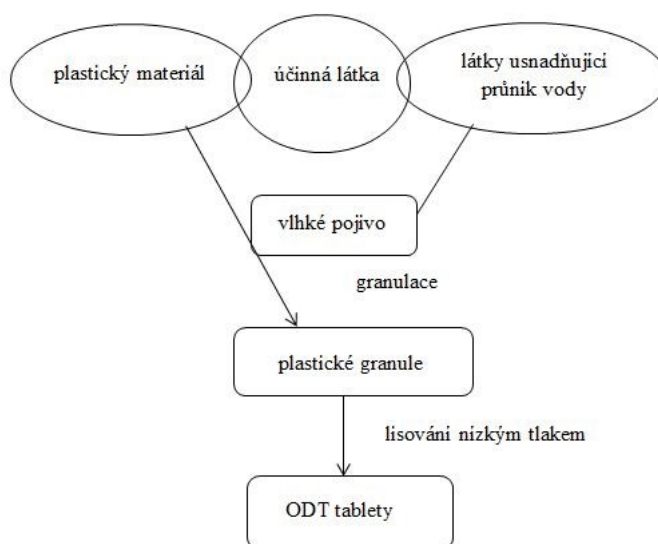 plastický materiál
účinná látka
látky usnadňující
průnik vody
vlhké pojivo
granulace
plastické granule
lisování nízkým tlakem
ODT tablety